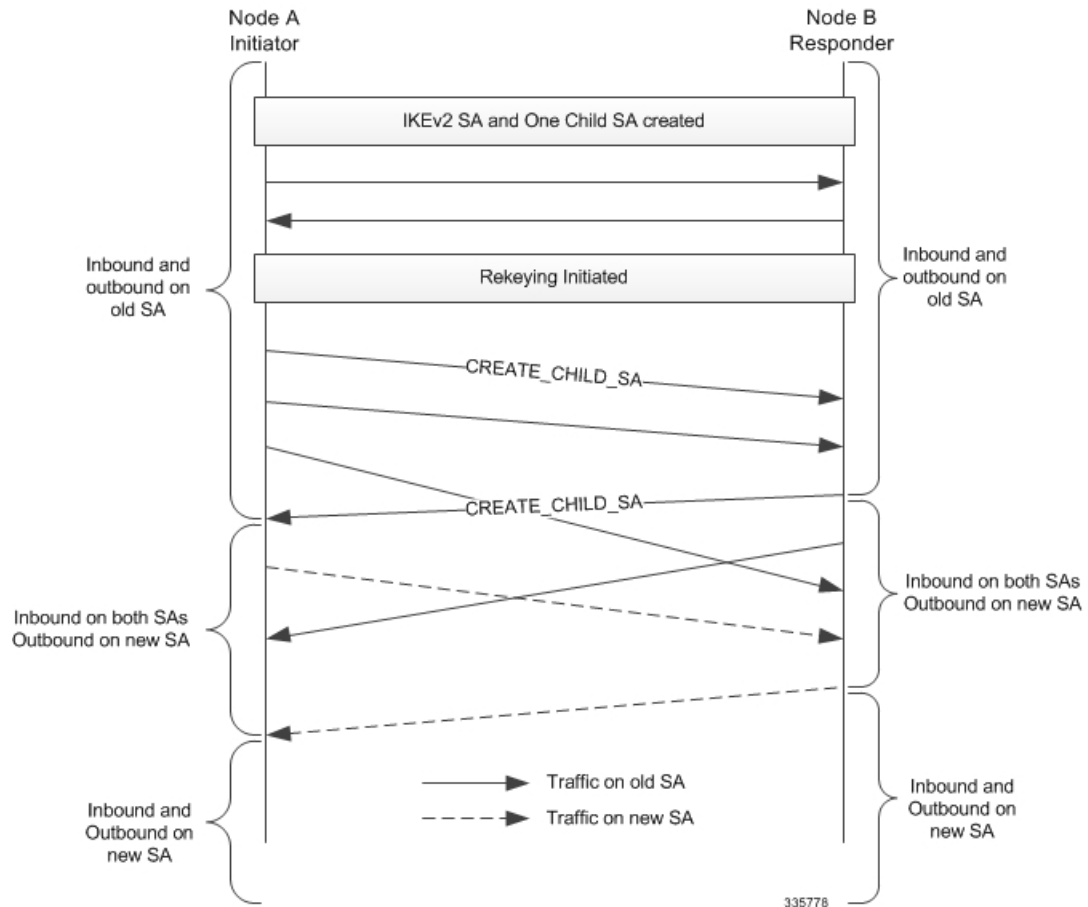 Node A
Initiator
Node B
Responder
IKEv2 SA and One Child SA created
Inbound and
outbound on
old SA
Inbound and
outbound on
old SA
Rekeying Initiated
CREATE_CHILD_SA
CREATE_CHILD_SA
Inbound on both SAs
Outbound on new SA
Inbound on both SAs
Outbound on new SA
Traffic on old SA
Traffic on new SA
Inbound and
Outbound on
new SA
Inbound and
Outbound on
new SA
335778